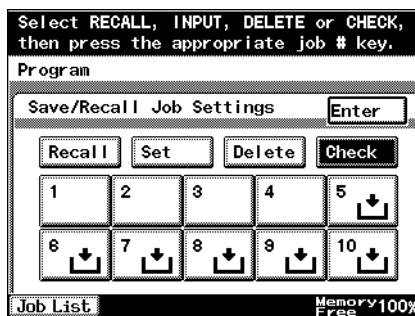 Select RECALL, INPUT, DELETE or CHECK,
then press the appropriate job # key.
Program
Save/Recall Job Settings Enter
Recall Set Delete Check
1 2 3 4 5
6 7 8 9 10
Job List Memory Free 100%